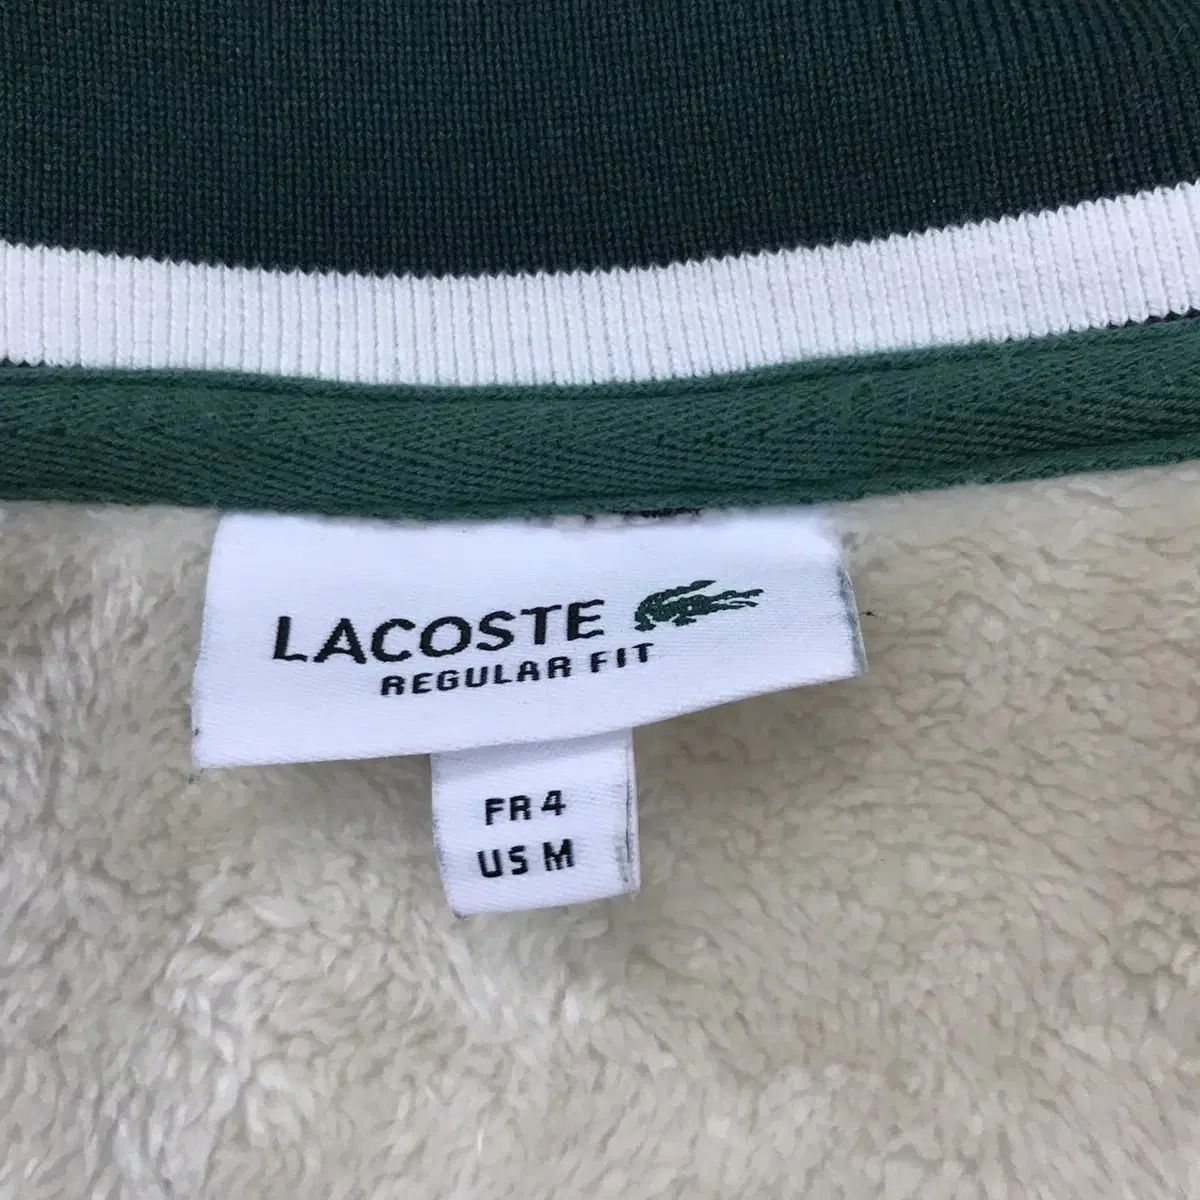 LACOSTE
REGULAR FIT
FR 4
US M